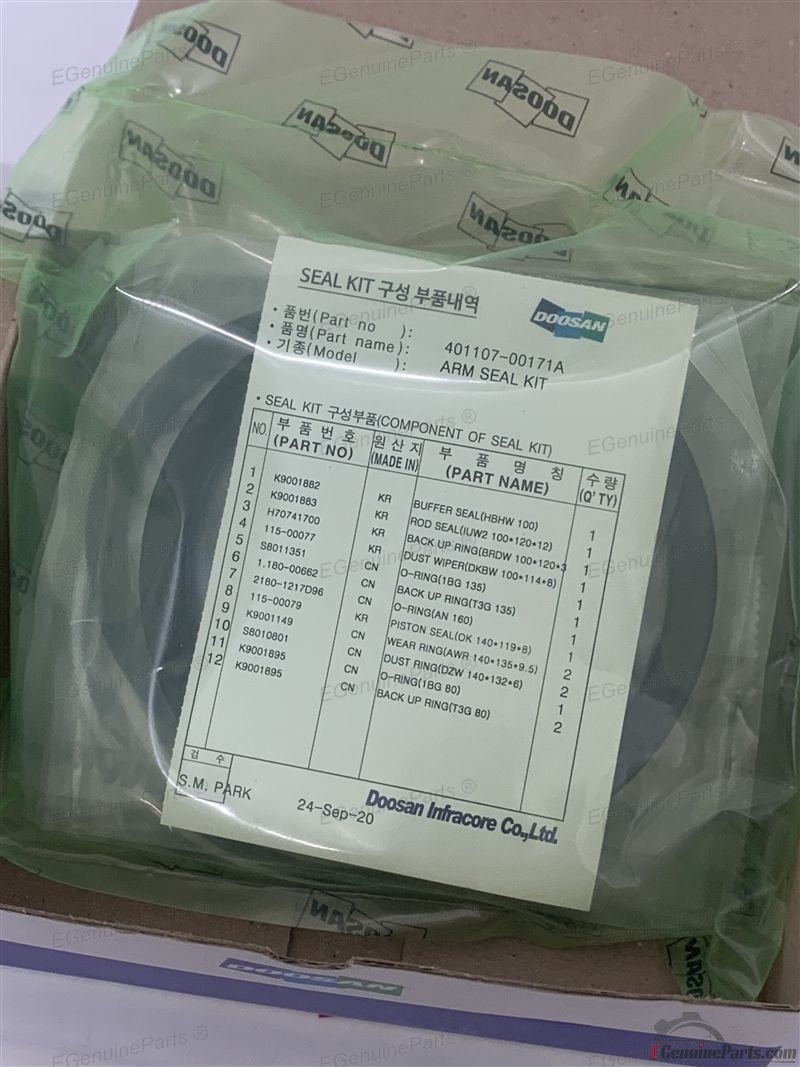 SEAL KIT 구성 부품내역
DOOSAN
• 품번(Part no ): 401107-00171A
• 품명(Part name): ARM SEAL KIT
• 기종(Model ):
• SEAL KIT 구성부품(COMPONENT OF SEAL KIT)
NO. 부 품 번 호 원 산 지 부 품 명 칭 수 량
(PART NO) (MADE IN) (PART NAME) (Q' TY)
1 K9001882 KR BUFFER SEAL(HBHW 100) 1
2 K9001883 KR ROD SEAL(IUW2 100*120*12) 1
3 H70741700 KR BACK UP RING(BRDW 100*120*3 1
4 115-00077 KR DUST WIPER(DKBW 100*114*8) 1
5 S8011351 CN O-RING(1BG 135) 1
6 1.180-00662 CN BACK UP RING(T3G 135) 1
7 2180-1217D96 CN O-RING(AN 160) 1
8 115-00079 KR PISTON SEAL(OK 140*119*8) 1
9 K9001149 CN WEAR RING(AWR 140*135*9.5) 2
10 S8010801 CN DUST RING(DZW 140*132*6) 2
11 K9001895 CN O-RING(1BG 80) 1
12 K9001895 CN BACK UP RING(T3G 80) 2
검 수
S.M. PARK
24-Sep-20
Doosan Infracore Co.,Ltd.
DOOSAN
EGenuineParts ®
EGenuineParts.com